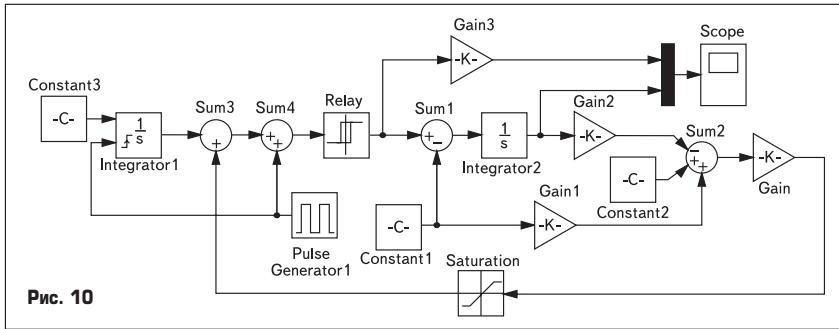 Gain3
Scope
-K-
Constant3
Sum3
Sum4
Relay
Sum1
Gain2
-C-
1/s
+
++
+-
1/s
-K-
Sum2
-++
Gain
-K-
Integrator1
Integrator2
Gain1
-C-
Constant2
-C-
-K-
Pulse
Generator1
Constant1
Saturation
Рис. 10